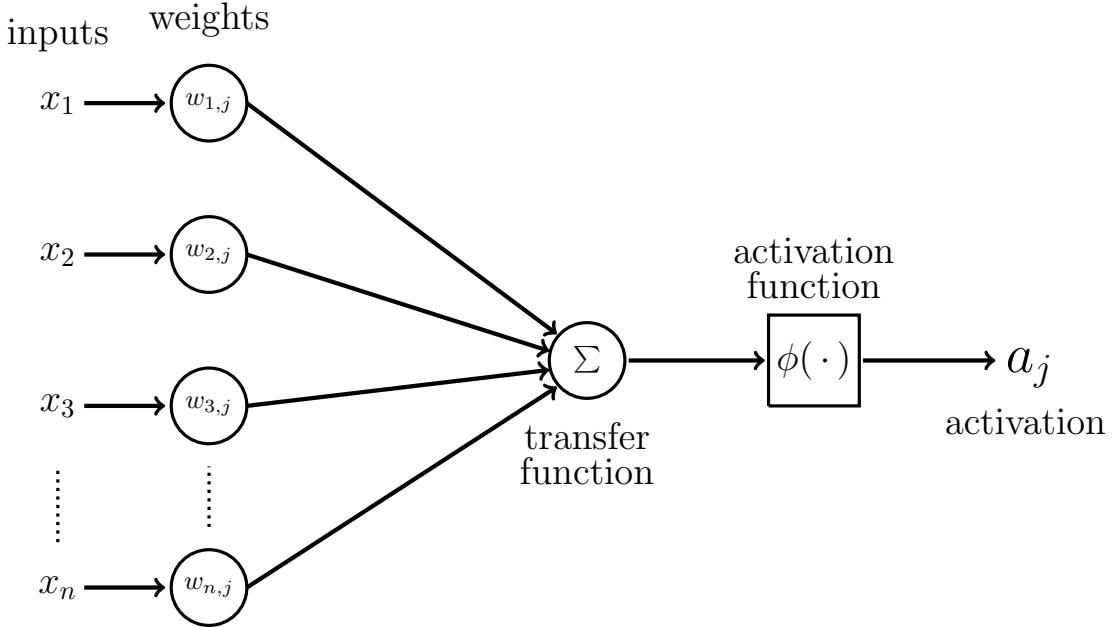 inputs
weights
x₁
w₁,ⱼ
x₂
w₂,ⱼ
x₃
w₃,ⱼ
xₙ
wₙ,ⱼ
Σ
transfer
function
activation
function
ϕ(·)
aⱼ
activation